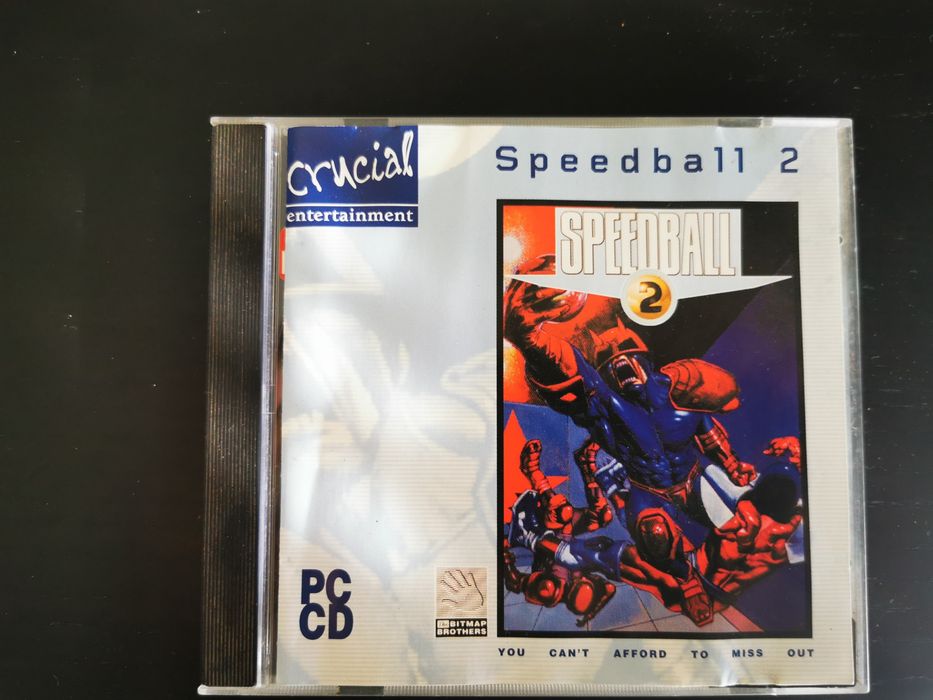 crucial
entertainment
Speedball 2
SPEEDBALL
2
PC
CD
The BITMAP
BROTHERS
YOU CAN'T AFFORD TO MISS OUT